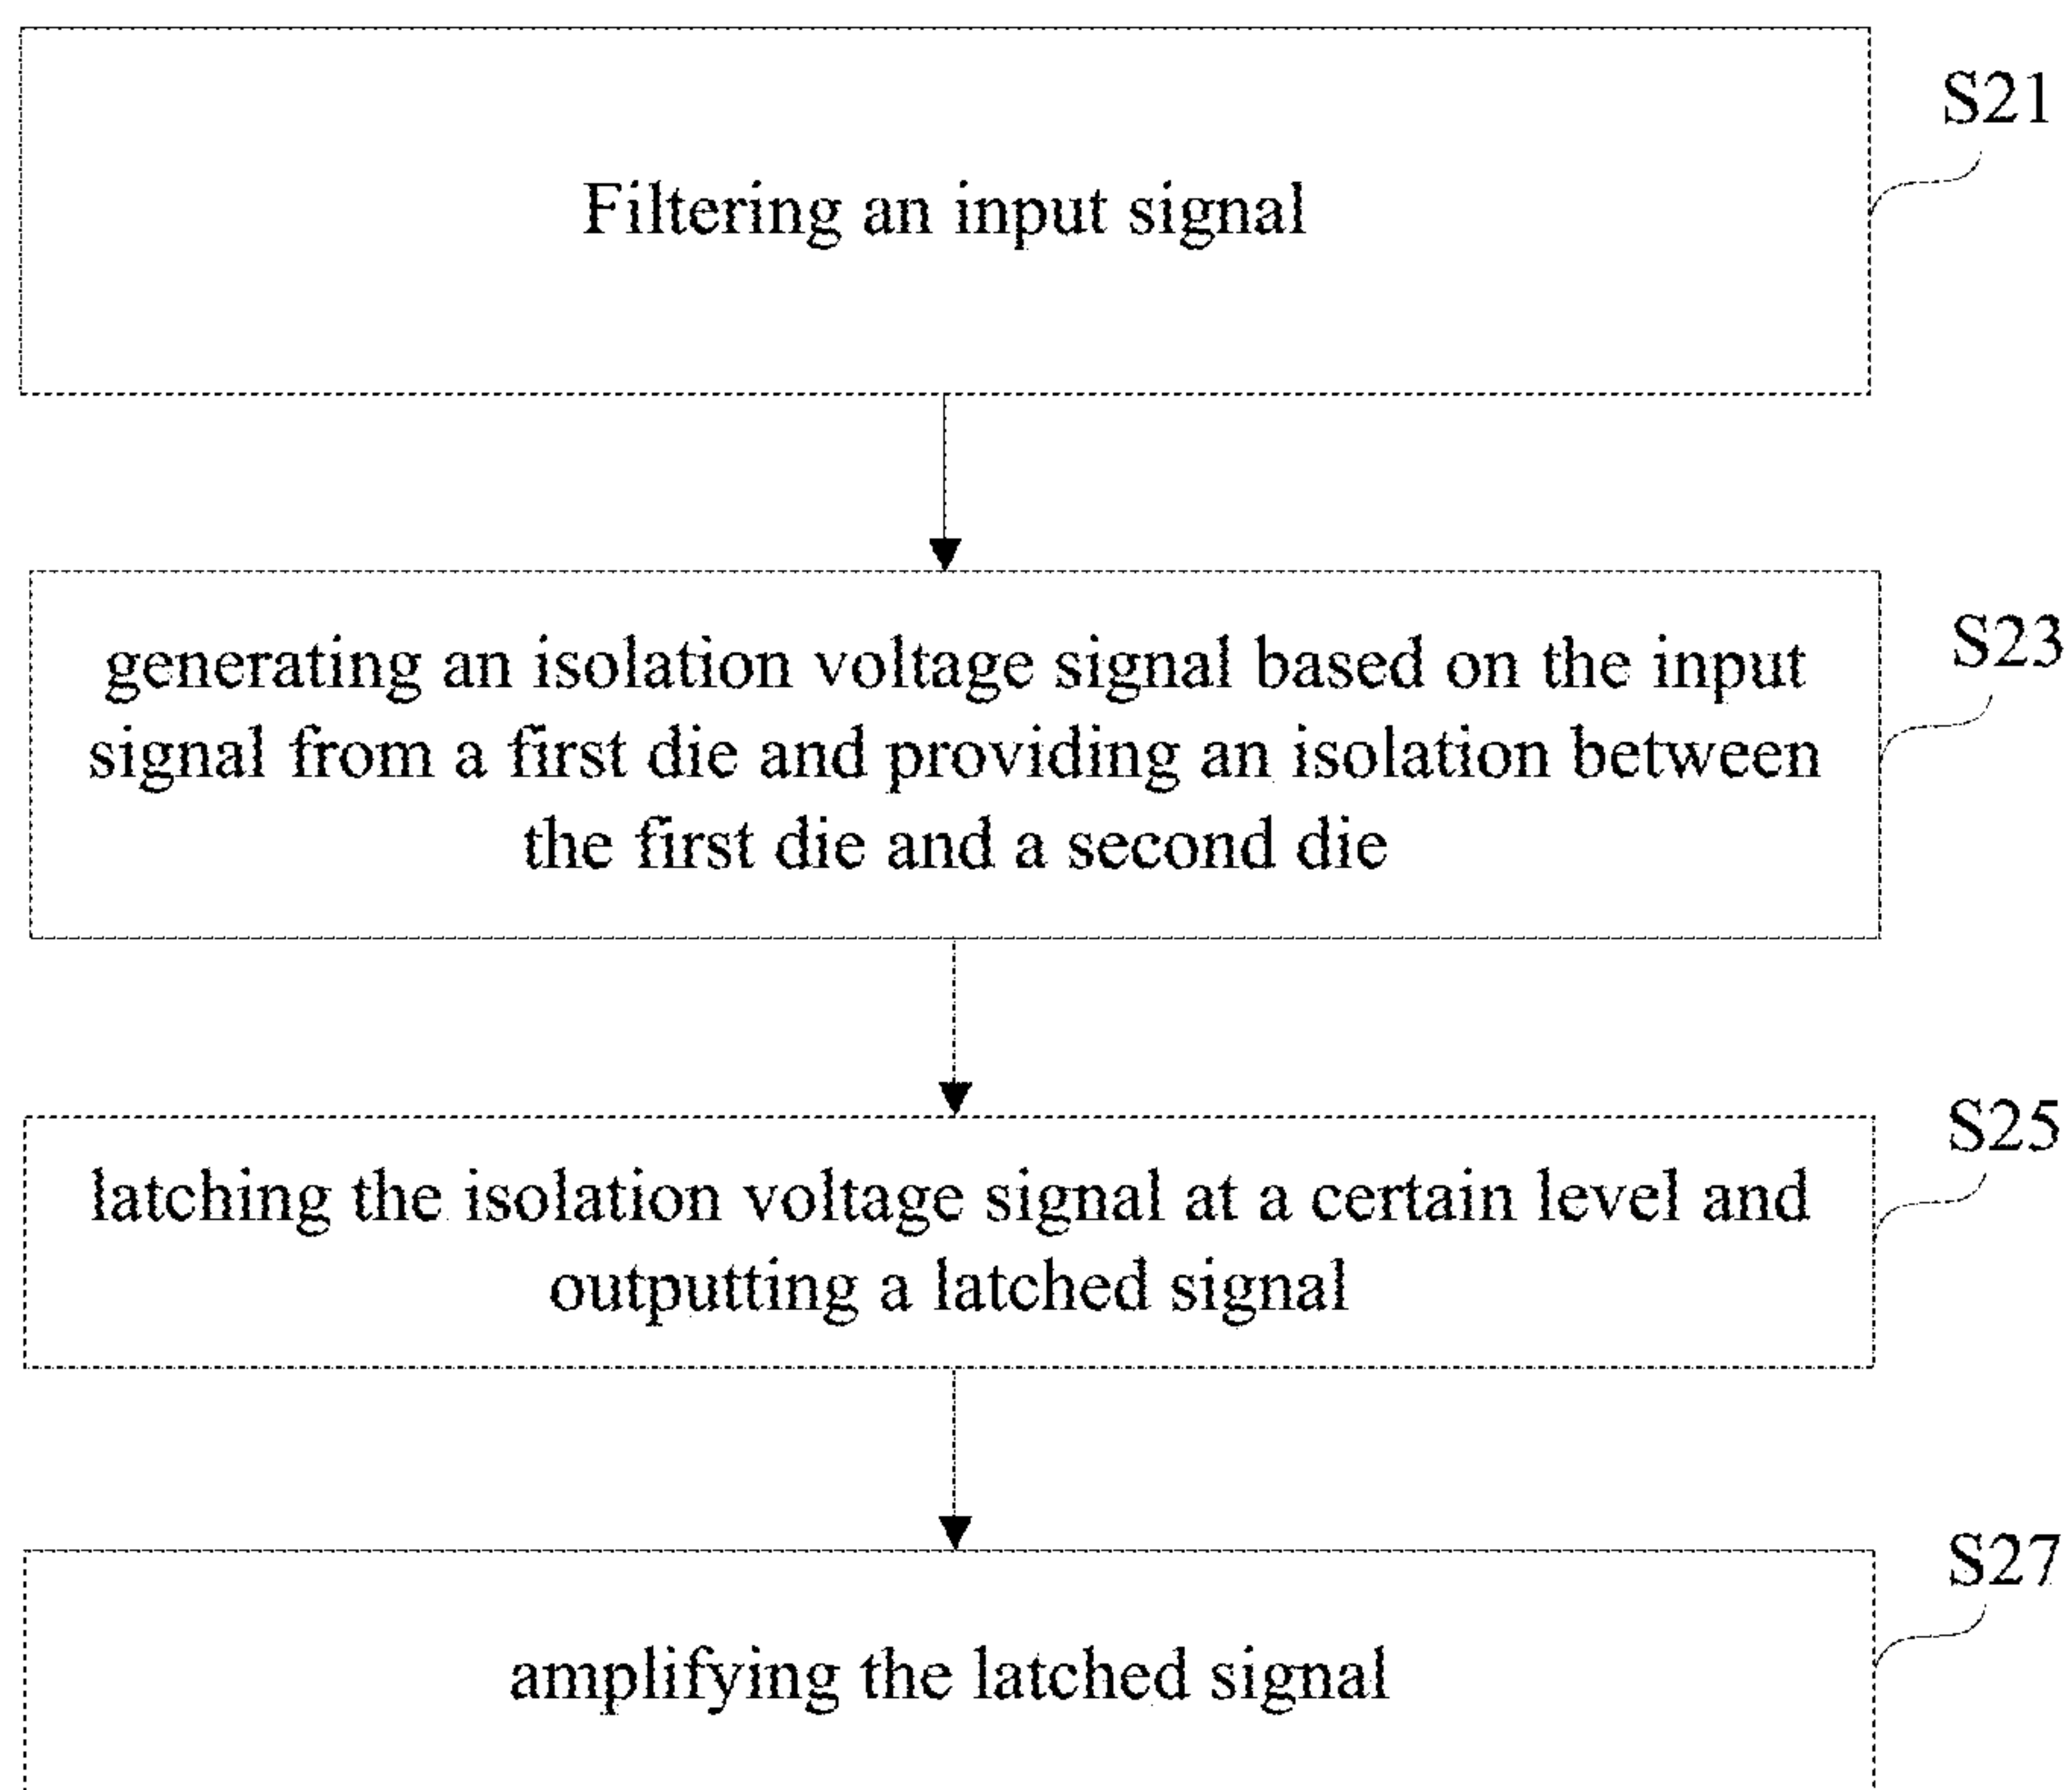 S21
Filtering an input signal
S23
generating an isolation voltage signal based on the input
signal from a first die and providing an isolation between
the first die and a second die
S25
latching the isolation voltage signal at a certain level and
outputting a latched signal
S27
amplifying the latched signal